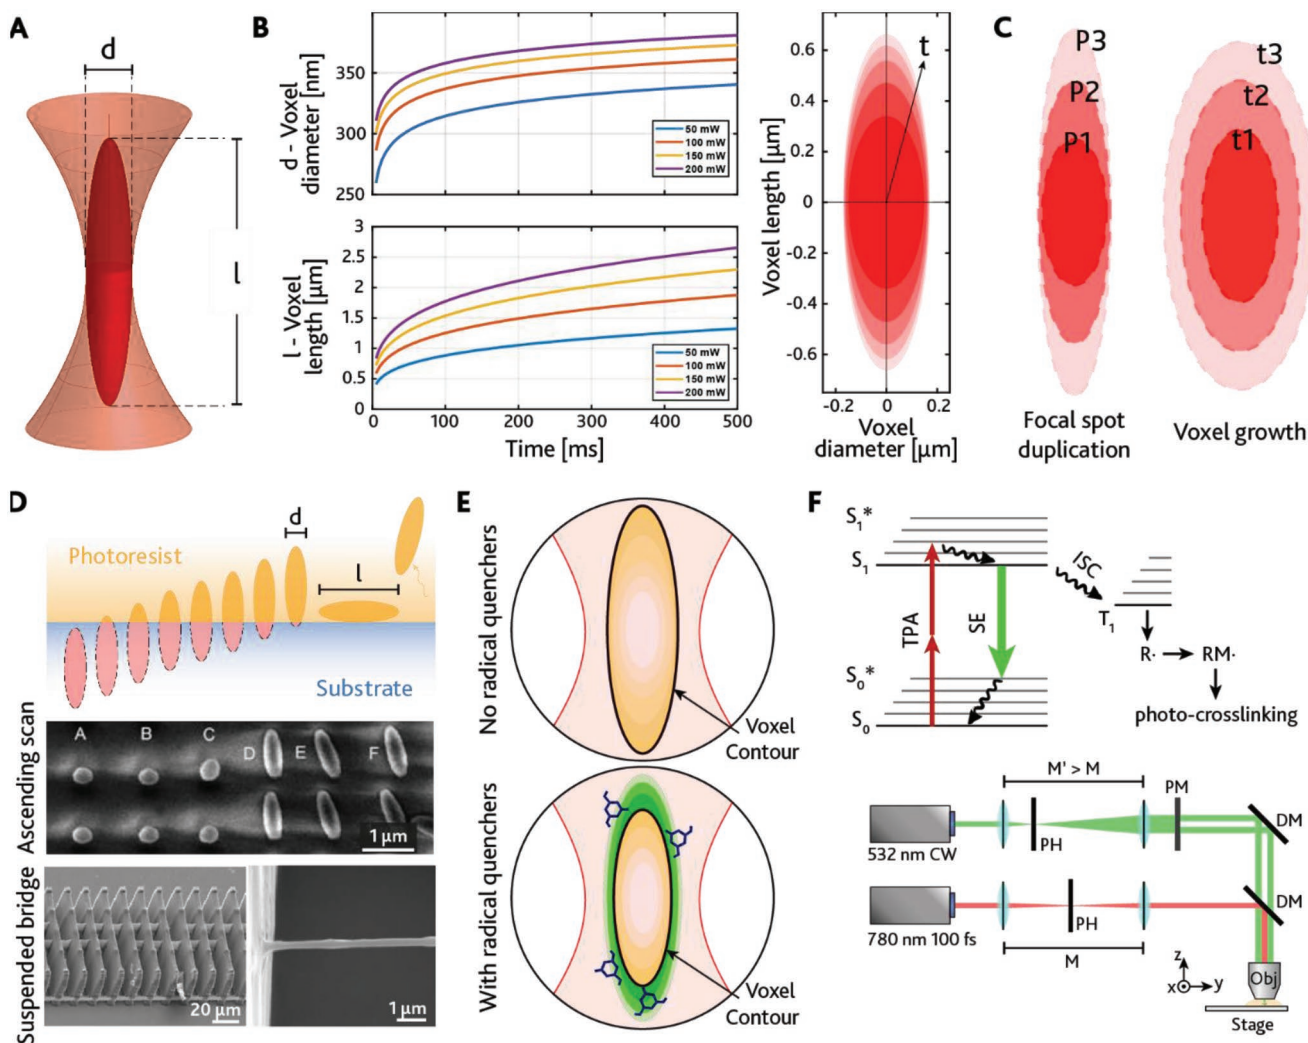 A
d
l
B
d - Voxel
diameter [nm]
350
300
250
50 mW
100 mW
150 mW
200 mW
l - Voxel
length [µm]
3
2.5
2
1.5
1
0.5
0
50 mW
100 mW
150 mW
200 mW
0 100 200 300 400 500
Time [ms]
Voxel length [µm]
0.6
0.4
0.2
0
-0.2
-0.4
-0.6
t
-0.2 0 0.2
Voxel
diameter [µm]
C
P3
P2
P1
Focal spot
duplication
t3
t2
t1
Voxel growth
D
d
Photoresist
l
Substrate
Ascending scan
A B C D E F
1 µm
Suspended bridge
20 µm
1 µm
E
No radical quenchers
Voxel
Contour
With radical quenchers
Voxel
Contour
F
S1*
S1
ISC
T1
TPA
SE
R·
RM·
S0*
S0
photo-crosslinking
M' > M
PM
DM
532 nm CW
PH
DM
780 nm 100 fs
PH
M
z
x
y
Obj
Stage